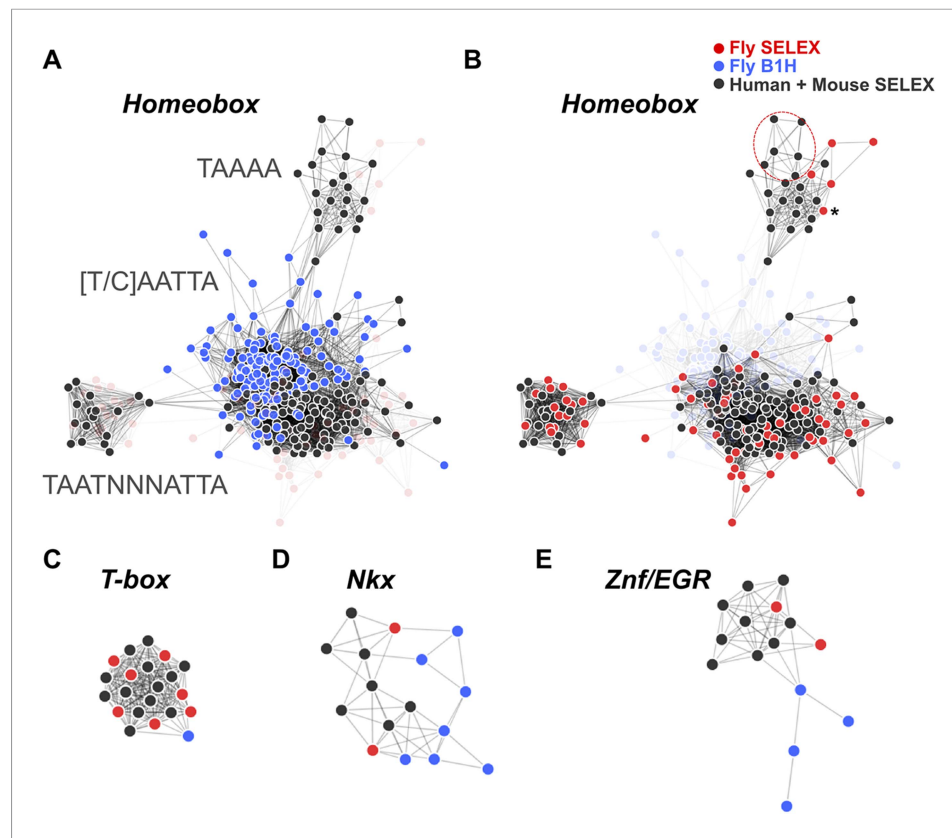 A
B
Fly SELEX
Fly B1H
Human + Mouse SELEX
Homeobox
Homeobox
TAAAA
*
[T/C]AATTA
TAATNNNATTA
C
T-box
D
Nkx
E
Znf/EGR